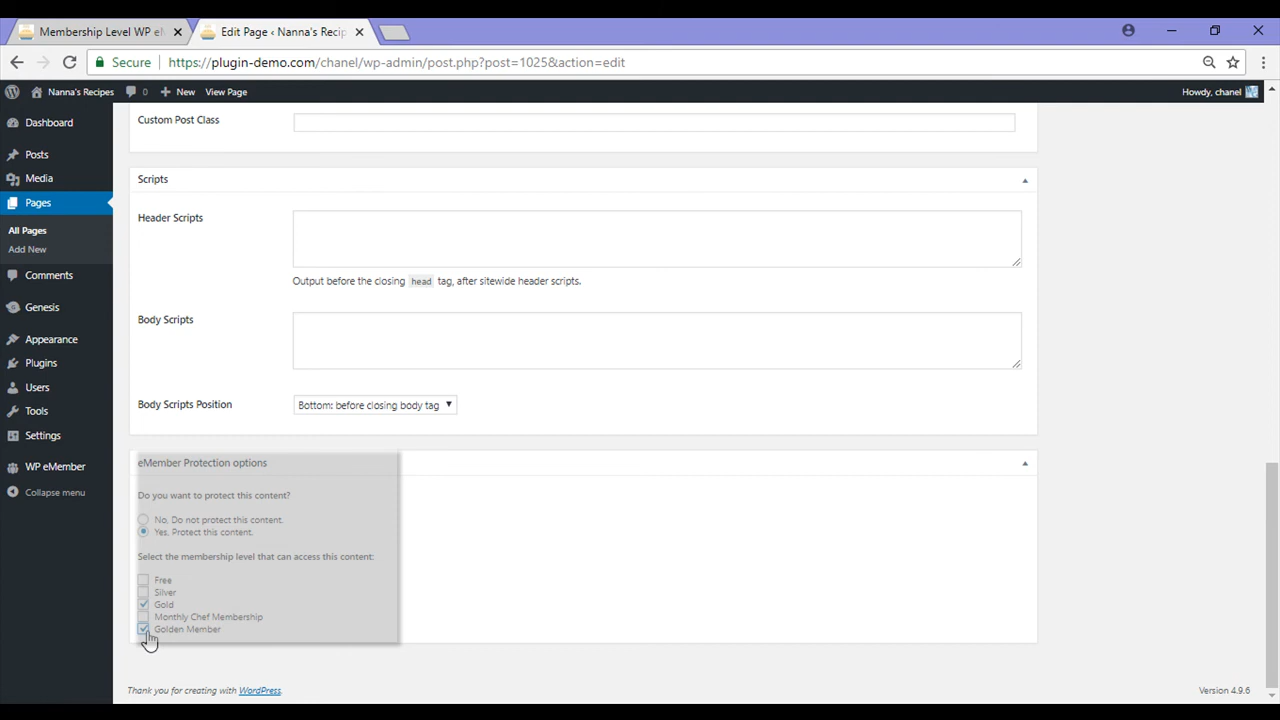 Membership Level WP eM
Edit Page ‹ Nanna's Recip
Secure
https://plugin-demo.com/chanel/wp-admin/post.php?post=1025&action=edit
Nanna's Recipes
0
New
View Page
Howdy, chanel
Dashboard
Posts
Media
Pages
All Pages
Add New
Comments
Genesis
Appearance
Plugins
Users
Tools
Settings
WP eMember
Collapse menu
Custom Post Class
Scripts
Header Scripts
Output before the closing head tag, after sitewide header scripts.
Body Scripts
Body Scripts Position
Bottom: before closing body tag
eMember Protection options
Do you want to protect this content?
No, Do not protect this content.
Yes, Protect this content.
Select the membership level that can access this content:
Free
Silver
Gold
Monthly Chef Membership
Golden Member
Thank you for creating with WordPress.
Version 4.9.6